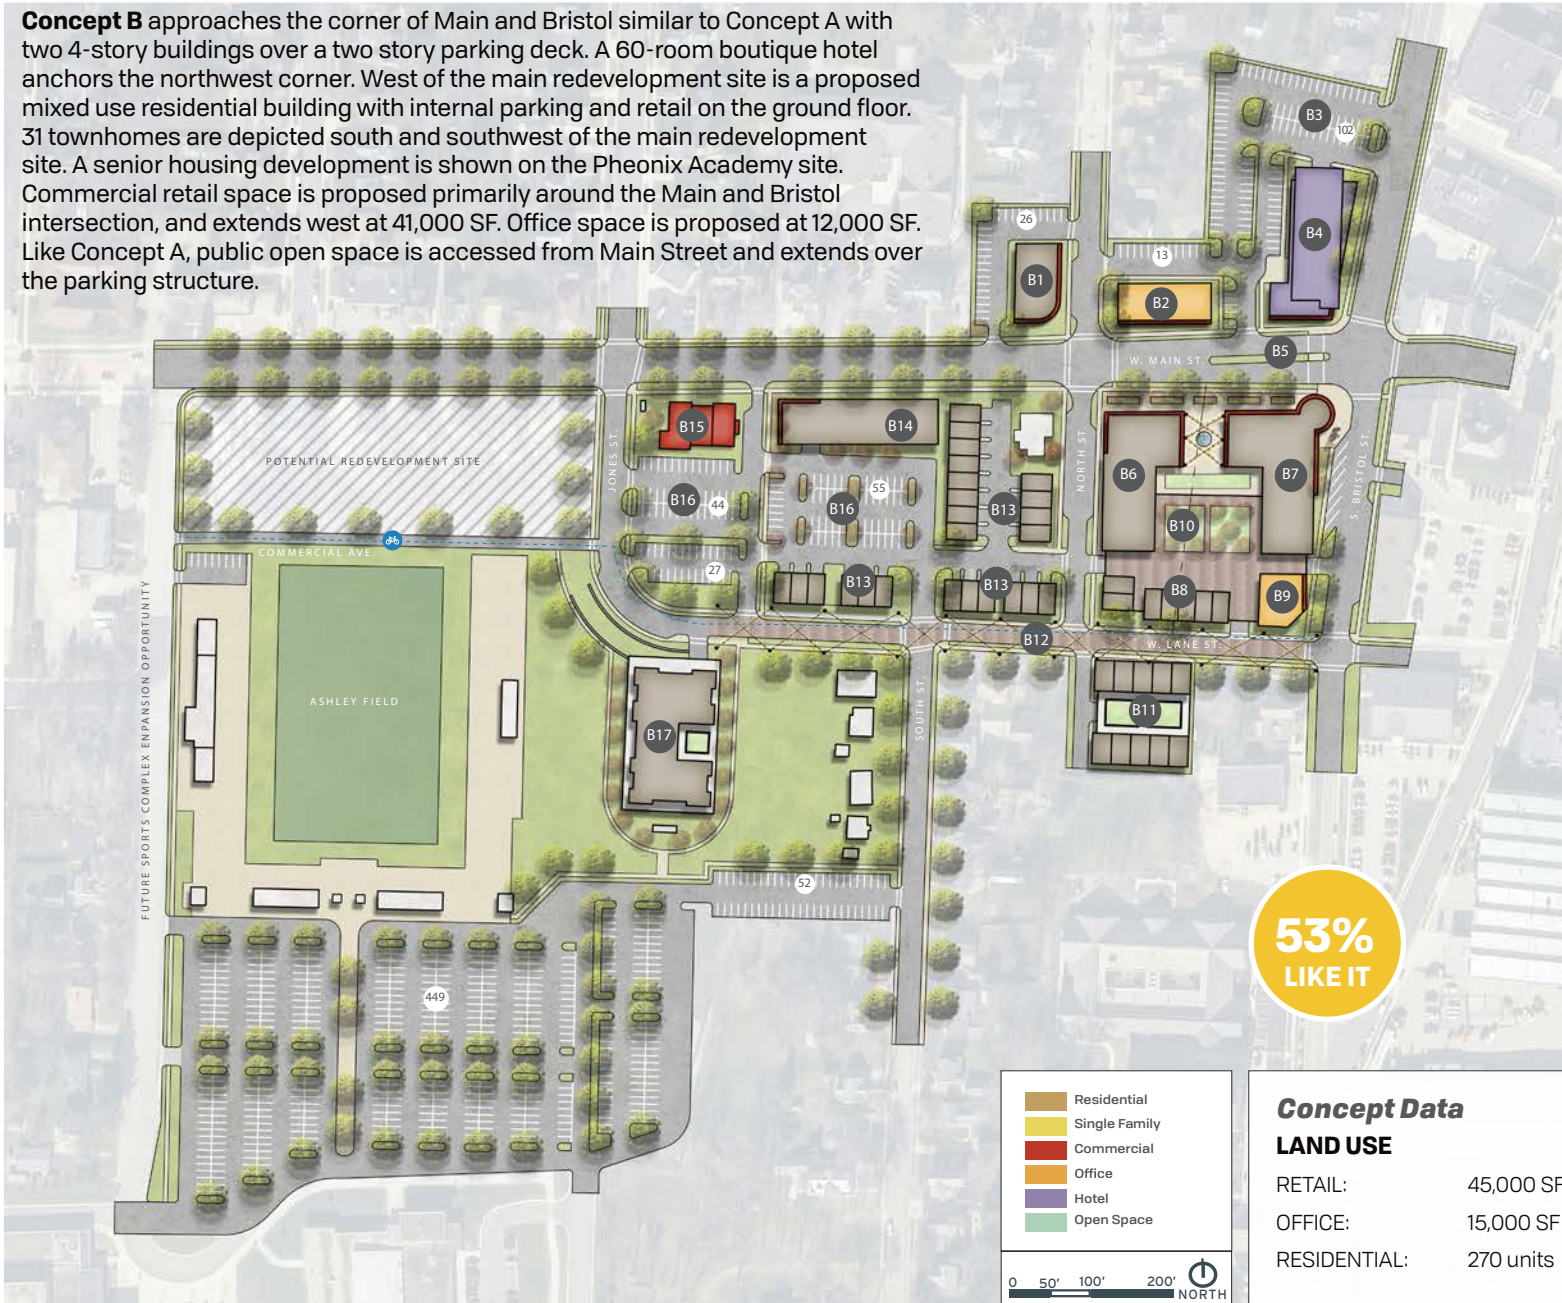 Concept B approaches the corner of Main and Bristol similar to Concept A with
two 4-story buildings over a two story parking deck. A 60-room boutique hotel
anchors the northwest corner. West of the main redevelopment site is a proposed
mixed use residential building with internal parking and retail on the ground floor.
31 townhomes are depicted south and southwest of the main redevelopment
site. A senior housing development is shown on the Pheonix Academy site.
Commercial retail space is proposed primarily around the Main and Bristol
intersection, and extends west at 41,000 SF. Office space is proposed at 12,000 SF.
Like Concept A, public open space is accessed from Main Street and extends over
the parking structure.
B3
102
26
B4
13
B1
B2
B5
W. MAIN ST.
B15
B14
JONES ST.
NORTH ST.
S. BRISTOL ST.
POTENTIAL REDEVELOPMENT SITE
B6
B7
B16
44
B16
55
B13
B10
COMMERCIAL AVE.
27
B13
B13
B8
B9
B12
W. LANE ST.
FUTURE SPORTS COMPLEX ENPANSION OPPORTUNITY
ASHLEY FIELD
SOUTH ST.
B11
B17
52
449
53%
LIKE IT
Residential
Single Family
Commercial
Office
Hotel
Open Space
0 50' 100' 200'
NORTH
Concept Data
LAND USE
RETAIL: 45,000 SF
OFFICE: 15,000 SF
RESIDENTIAL: 270 units